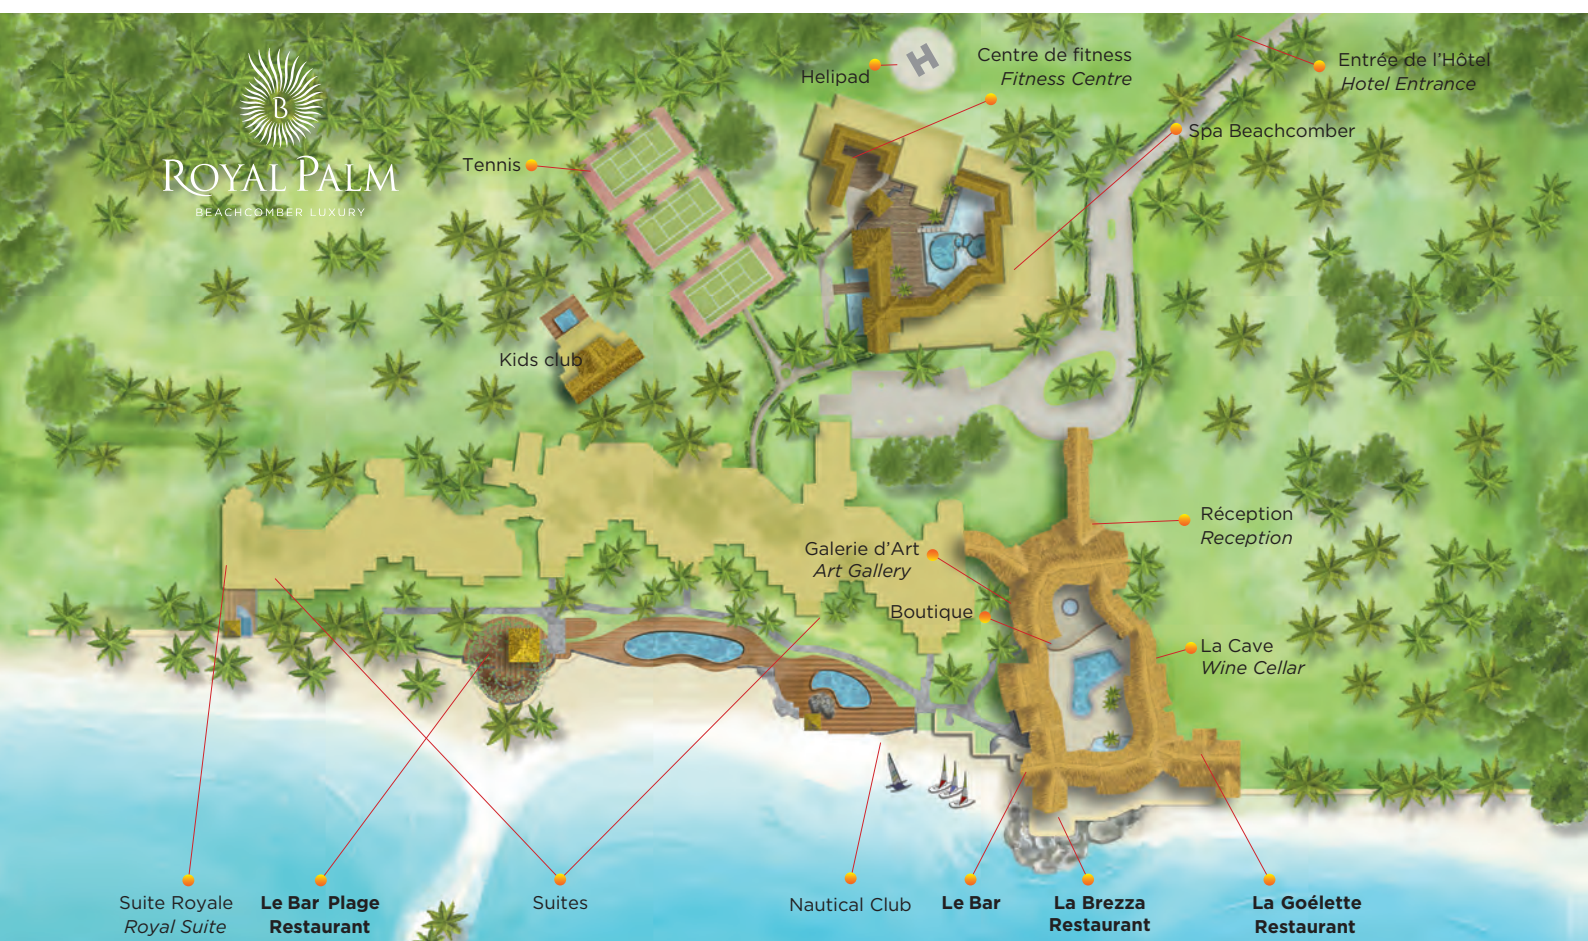 B
ROYAL PALM
BEACHCOMBER LUXURY
Helipad
H
Centre de fitness
Fitness Centre
Entrée de l'Hôtel
Hotel Entrance
Spa Beachcomber
Tennis
Kids club
Réception
Reception
Galerie d'Art
Art Gallery
Boutique
La Cave
Wine Cellar
Suite Royale
Royal Suite
Le Bar Plage
Restaurant
Suites
Nautical Club
Le Bar
La Brezza
Restaurant
La Goélette
Restaurant